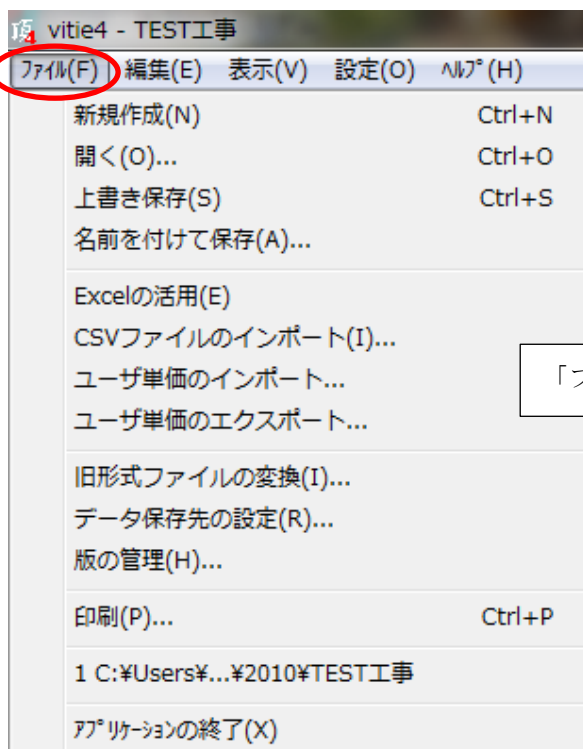 頂4 vitie4 - TEST工事
ﾌｧｲﾙ(F) 編集(E) 表示(V) 設定(O) ﾍﾙﾌﾟ(H)
新規作成(N) Ctrl+N
開く(O)... Ctrl+O
上書き保存(S) Ctrl+S
名前を付けて保存(A)...
Excelの活用(E)
CSVファイルのインポート(I)...
ユーザ単価のインポート...
「フ
ユーザ単価のエクスポート...
旧形式ファイルの変換(I)...
データ保存先の設定(R)...
版の管理(H)...
印刷(P)... Ctrl+P
1 C:¥Users¥...¥2010¥TEST工事
ｱﾌﾟﾘｹｰｼｮﾝの終了(X)